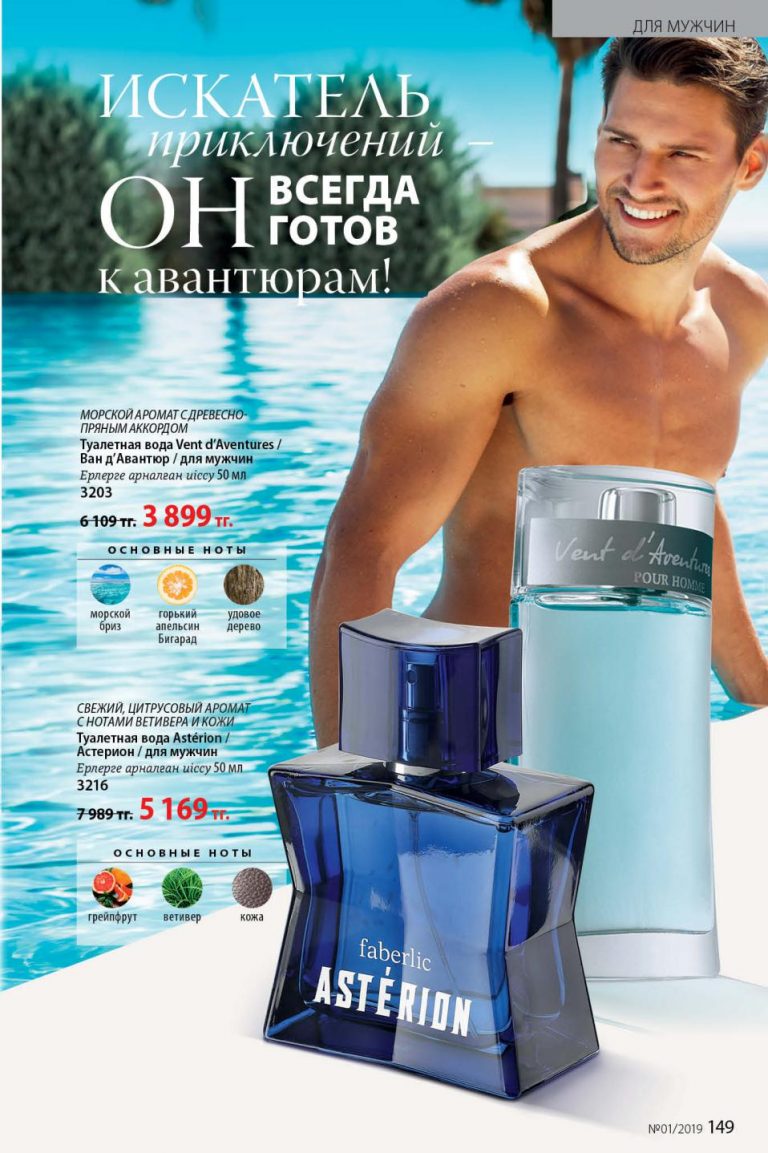 ДЛЯ МУЖЧИН
ИСКАТЕЛЬ
приключений –
ОН ВСЕГДА
ГОТОВ
к авантюрам!
МОРСКОЙ АРОМАТ С ДРЕВЕСНО-
ПРЯНЫМ АККОРДОМ
Туалетная вода Vent d’Aventures /
Ван д’Авантюр / для мужчин
Ерлерге арналған иіссу 50 мл
3203
6 109 тг. 3 899 тг.
ОСНОВНЫЕ НОТЫ
морской
бриз
горький
апельсин
Бигарад
удовое
дерево
СВЕЖИЙ, ЦИТРУСОВЫЙ АРОМАТ
С НОТАМИ ВЕТИВЕРА И КОЖИ
Туалетная вода Astérion /
Астерион / для мужчин
Ерлерге арналған иіссу 50 мл
3216
7 989 тг. 5 169 тг.
ОСНОВНЫЕ НОТЫ
грейпфрут
ветивер
кожа
Vent d'Aventures
POUR HOMME
faberlic
ASTÉRION
№01/2019 149